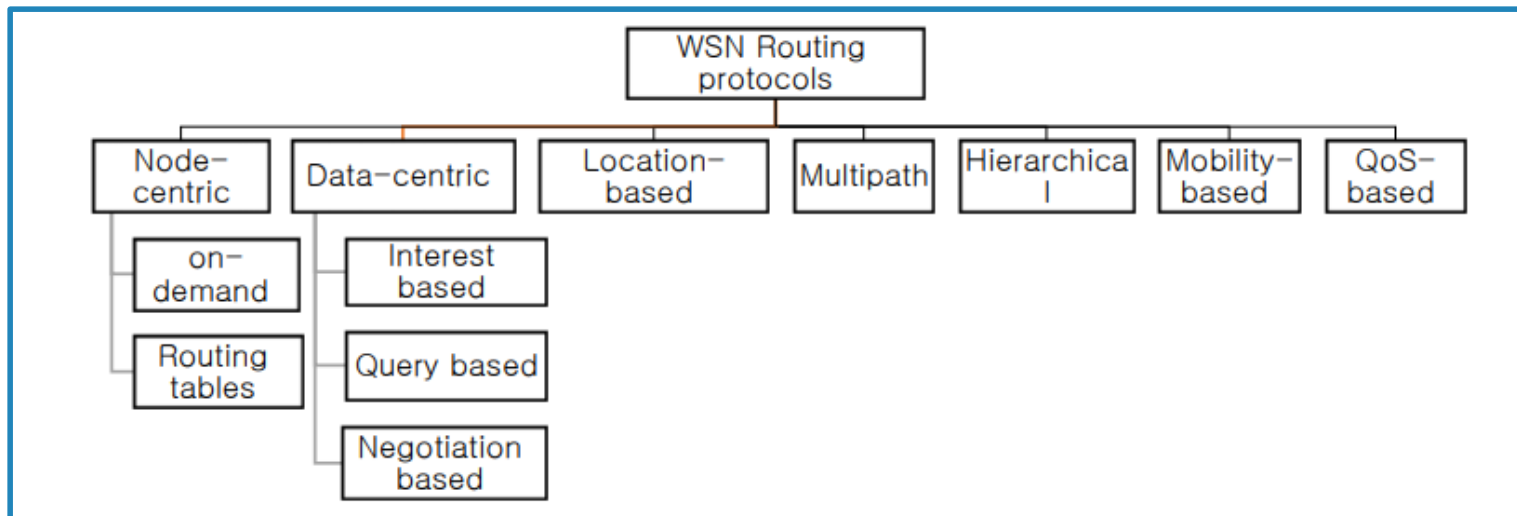 WSN Routing
protocols
Node-
centric
Data-centric
Location-
based
Multipath
Hierarchica
l
Mobility-
based
QoS-
based
on-
demand
Routing
tables
Interest
based
Query based
Negotiation
based